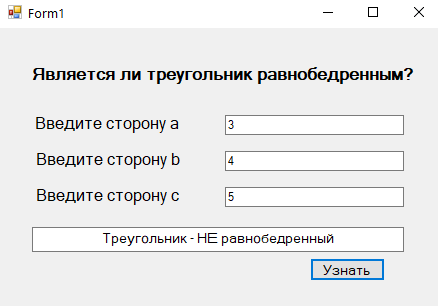 Form1
Является ли треугольник равнобедренным?
Введите сторону a 3
Введите сторону b 4
Введите сторону c 5
Треугольник - НЕ равнобедренный
Узнать